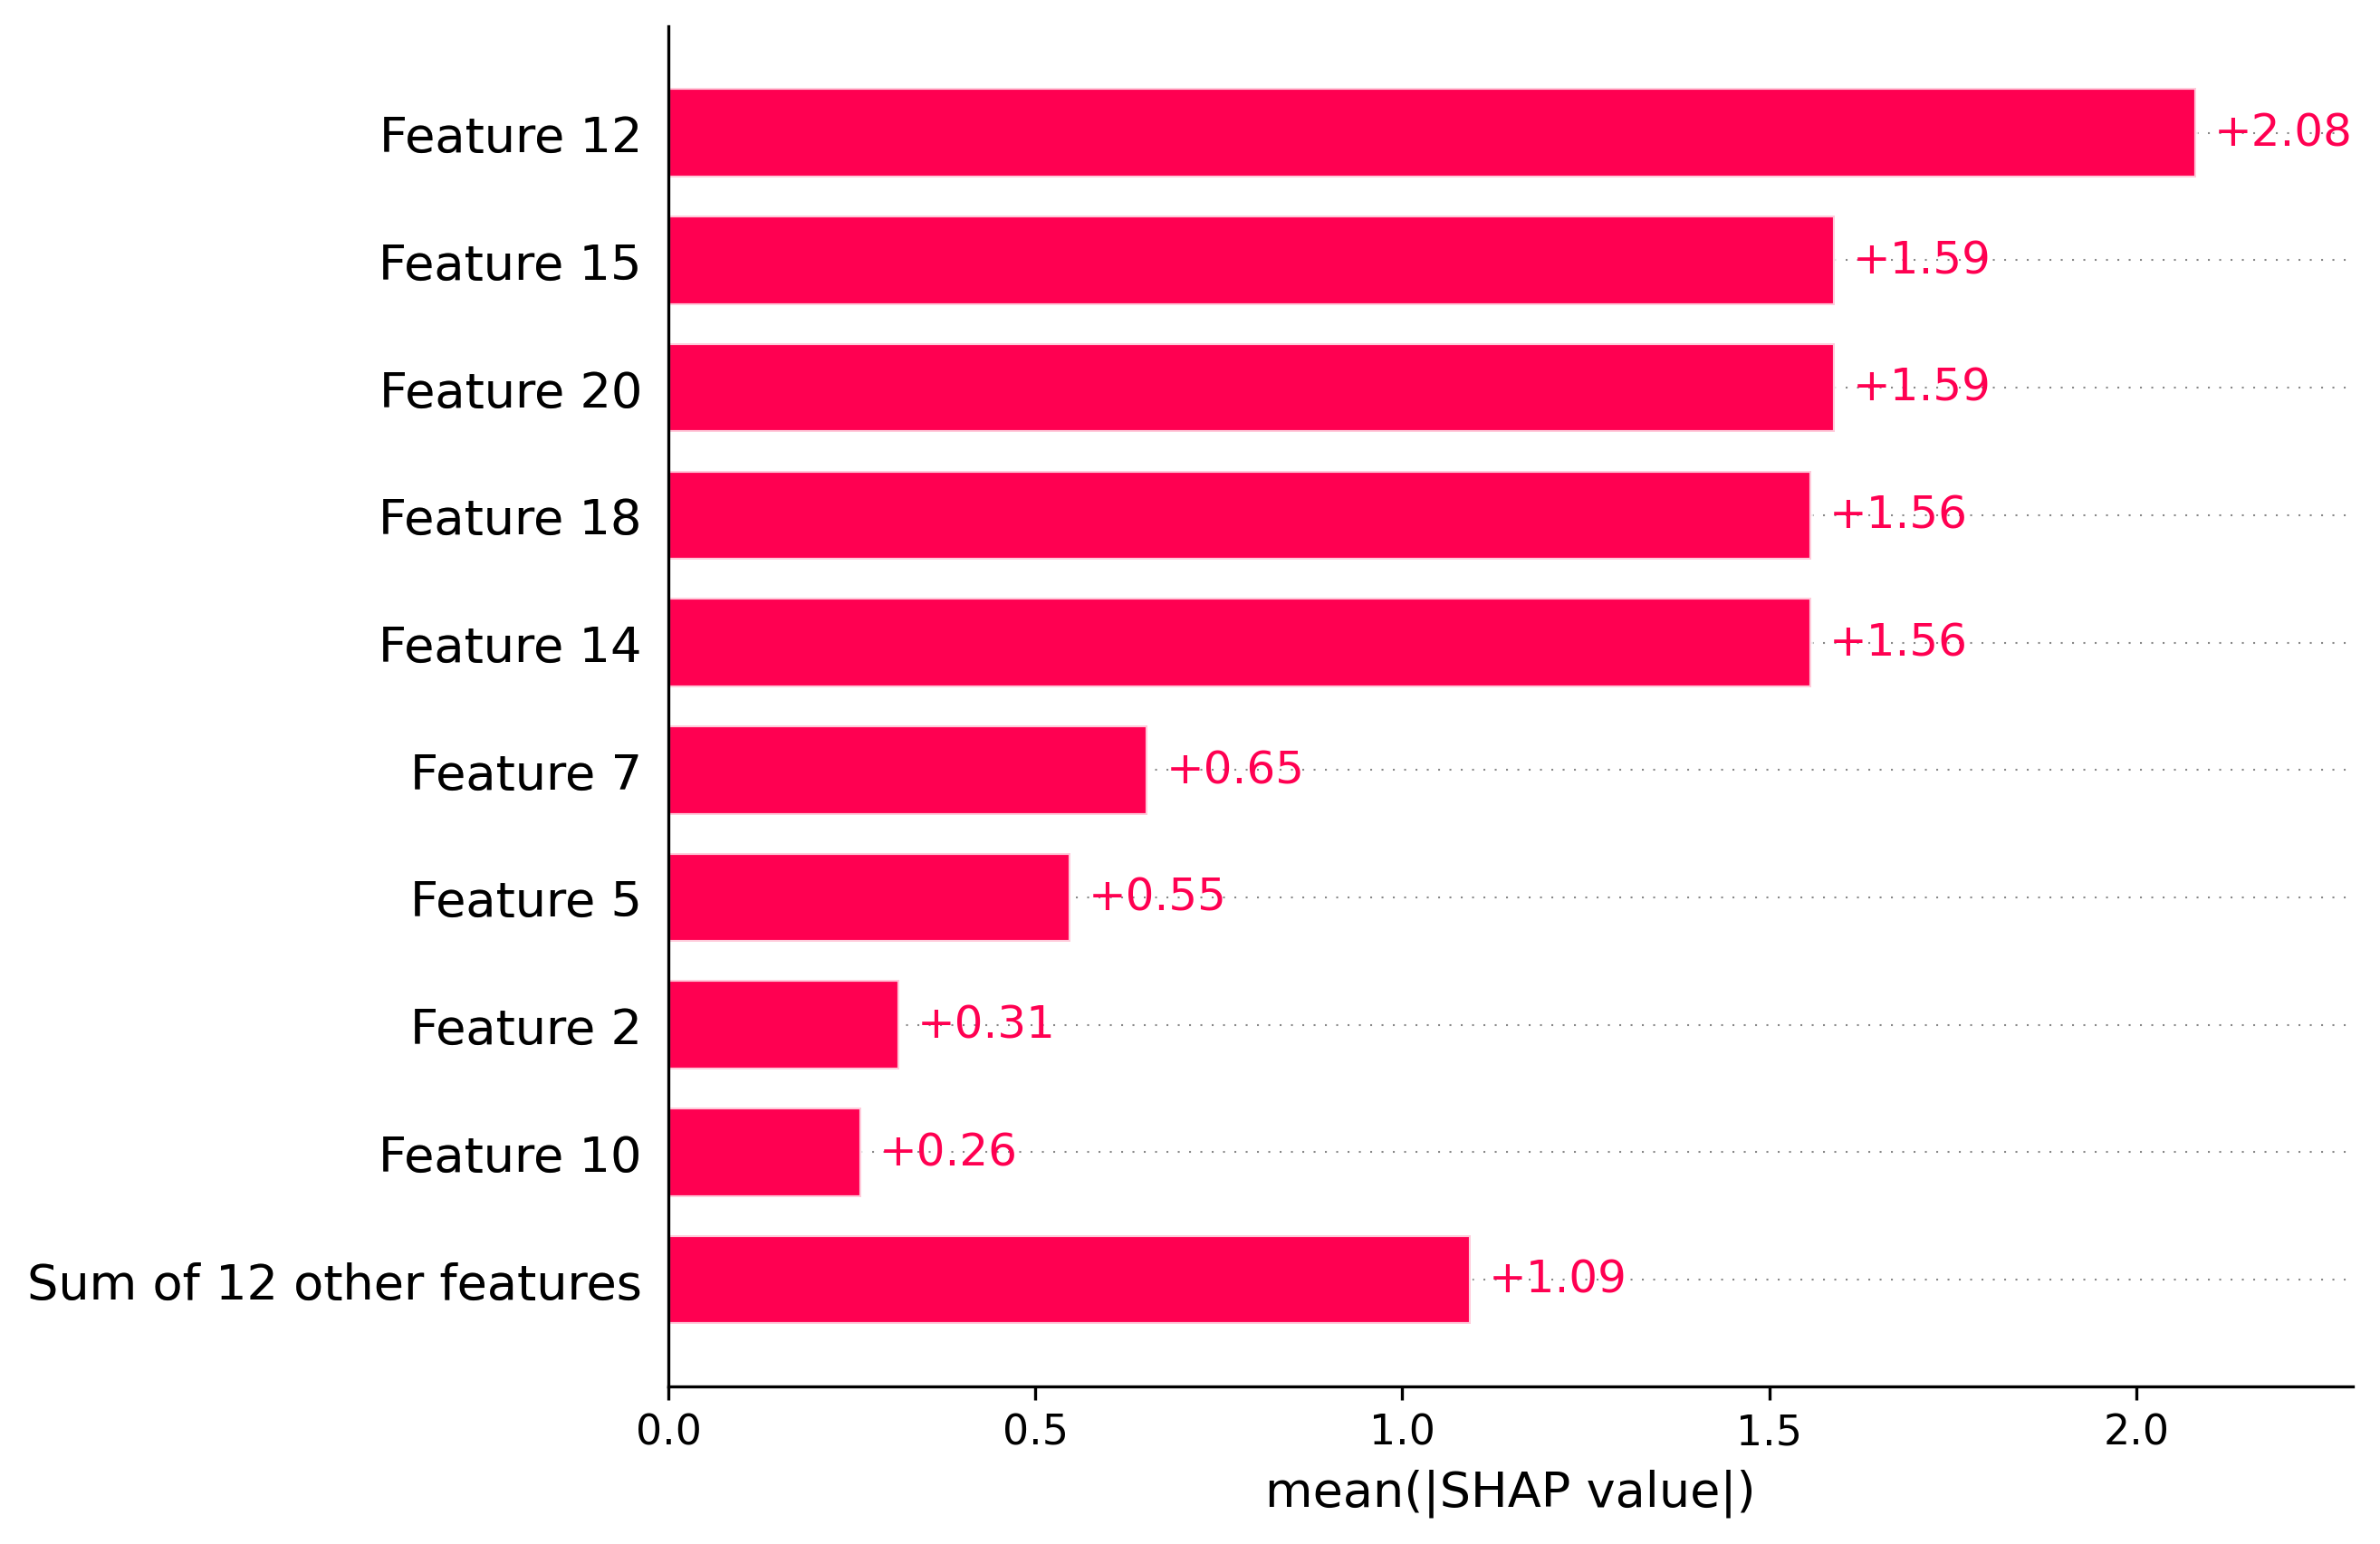 Feature 12 +2.08
Feature 15 +1.59
Feature 20 +1.59
Feature 18 +1.56
Feature 14 +1.56
Feature 7 +0.65
Feature 5 +0.55
Feature 2 +0.31
Feature 10 +0.26
Sum of 12 other features +1.09
0.0 0.5 1.0 1.5 2.0
mean(|SHAP value|)